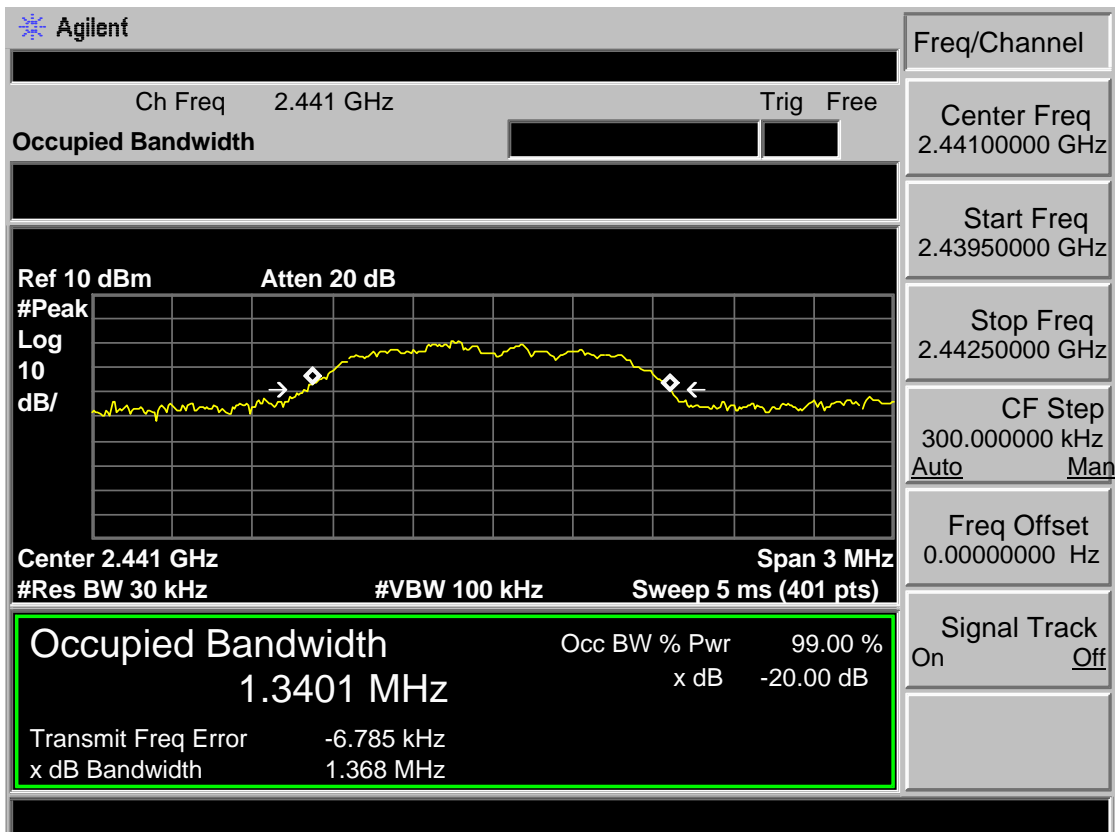 Agilent
Freq/Channel
Ch Freq 2.441 GHz Trig Free
Occupied Bandwidth
Center Freq
2.44100000 GHz
Start Freq
2.43950000 GHz
Stop Freq
2.44250000 GHz
CF Step
300.000000 kHz
Auto Man
Freq Offset
0.00000000 Hz
Signal Track
On Off
Ref 10 dBm Atten 20 dB
#Peak
Log
10
dB/
Center 2.441 GHz Span 3 MHz
#Res BW 30 kHz #VBW 100 kHz Sweep 5 ms (401 pts)
Occupied Bandwidth Occ BW % Pwr 99.00 %
1.3401 MHz x dB -20.00 dB
Transmit Freq Error -6.785 kHz
x dB Bandwidth 1.368 MHz